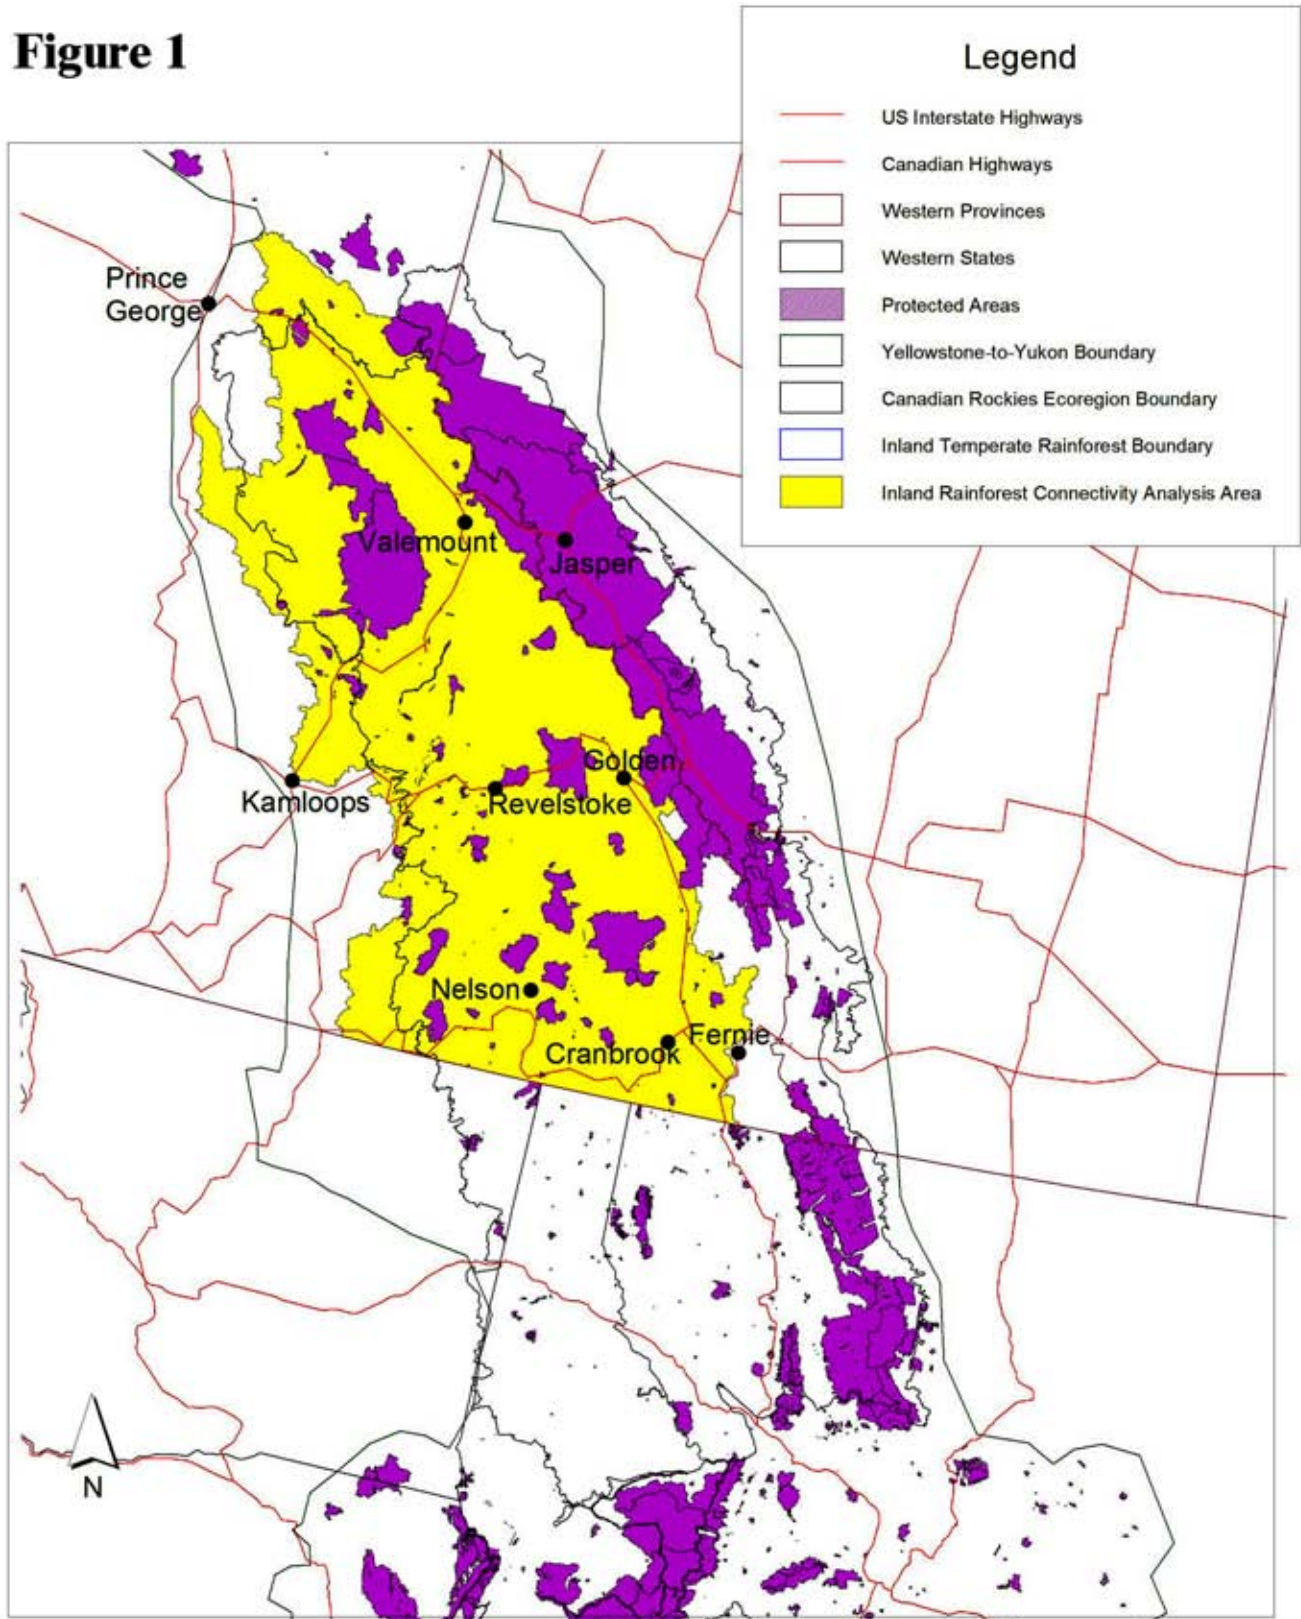 Figure 1
Legend
US Interstate Highways
Canadian Highways
Western Provinces
Western States
Protected Areas
Yellowstone-to-Yukon Boundary
Canadian Rockies Ecoregion Boundary
Inland Temperate Rainforest Boundary
Inland Rainforest Connectivity Analysis Area
Prince
George
Valemount
Jasper
Golden
Kamloops
Revelstoke
Nelson
Fernie
Cranbrook
N